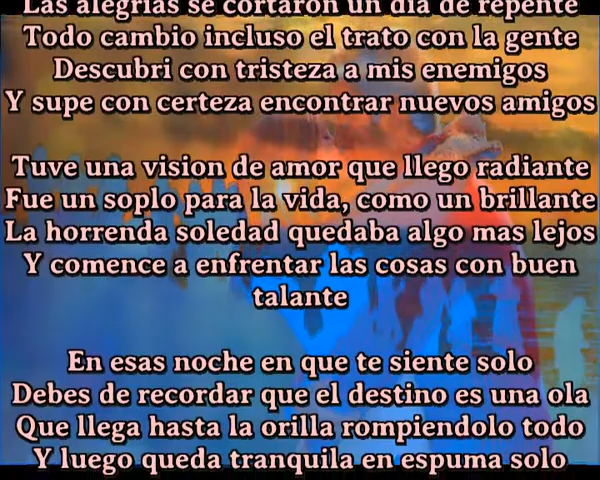 Las alegrias se cortaron un dia de repente
Todo cambio incluso el trato con la gente
Descubri con tristeza a mis enemigos
Y supe con certeza encontrar nuevos amigos
Tuve una vision de amor que llego radiante
Fue un soplo para la vida, como un brillante
La horrenda soledad quedaba algo mas lejos
Y comence a enfrentar las cosas con buen
talante
En esas noche en que te siente solo
Debes de recordar que el destino es una ola
Que llega hasta la orilla rompiendolo todo
Y luego queda tranquila en espuma solo